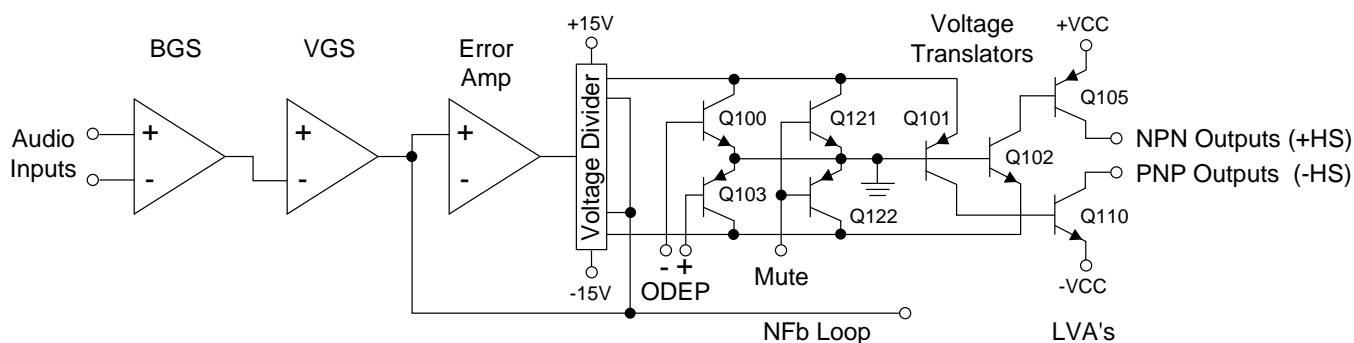 BGS
VGS
Error
Amp
+15V
Voltage
Translators
+VCC
Audio
Inputs
+
-
+
-
+
-
Voltage Divider
Q100
Q121
Q101
Q105
NPN Outputs (+HS)
Q102
PNP Outputs (-HS)
Q103
Q122
Q110
- +
ODEP
Mute
-15V
-VCC
NFb Loop
LVA's